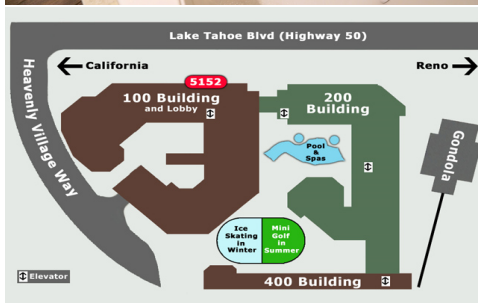 Lake Tahoe Blvd (Highway 50)
California
Reno
5152
100 Building
and Lobby
200
Building
Heavenly Village Way
Pool
&
Spas
Gondola
Ice
Skating
in
Winter
Mini
Golf
in
Summer
Elevator
400 Building